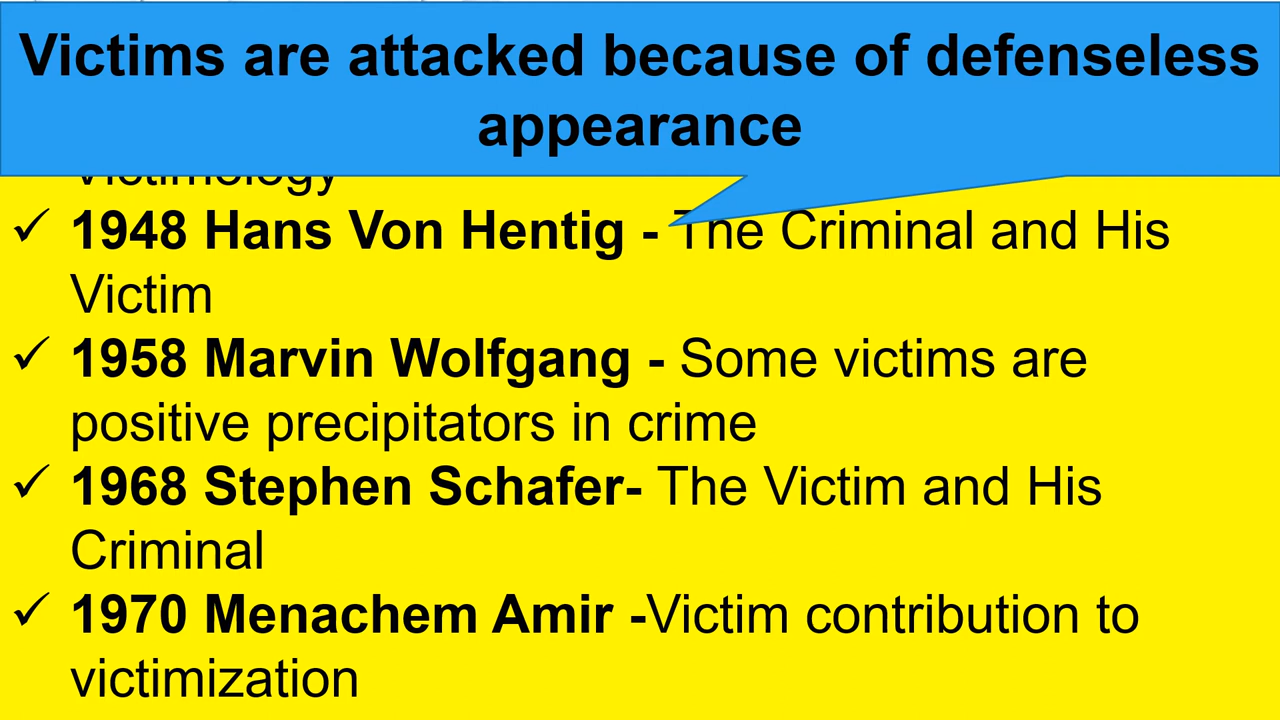 Victims are attacked because of defenseless
appearance
Victimology
✓ 1948 Hans Von Hentig - The Criminal and His
Victim
✓ 1958 Marvin Wolfgang - Some victims are
positive precipitators in crime
✓ 1968 Stephen Schafer- The Victim and His
Criminal
✓ 1970 Menachem Amir -Victim contribution to
victimization